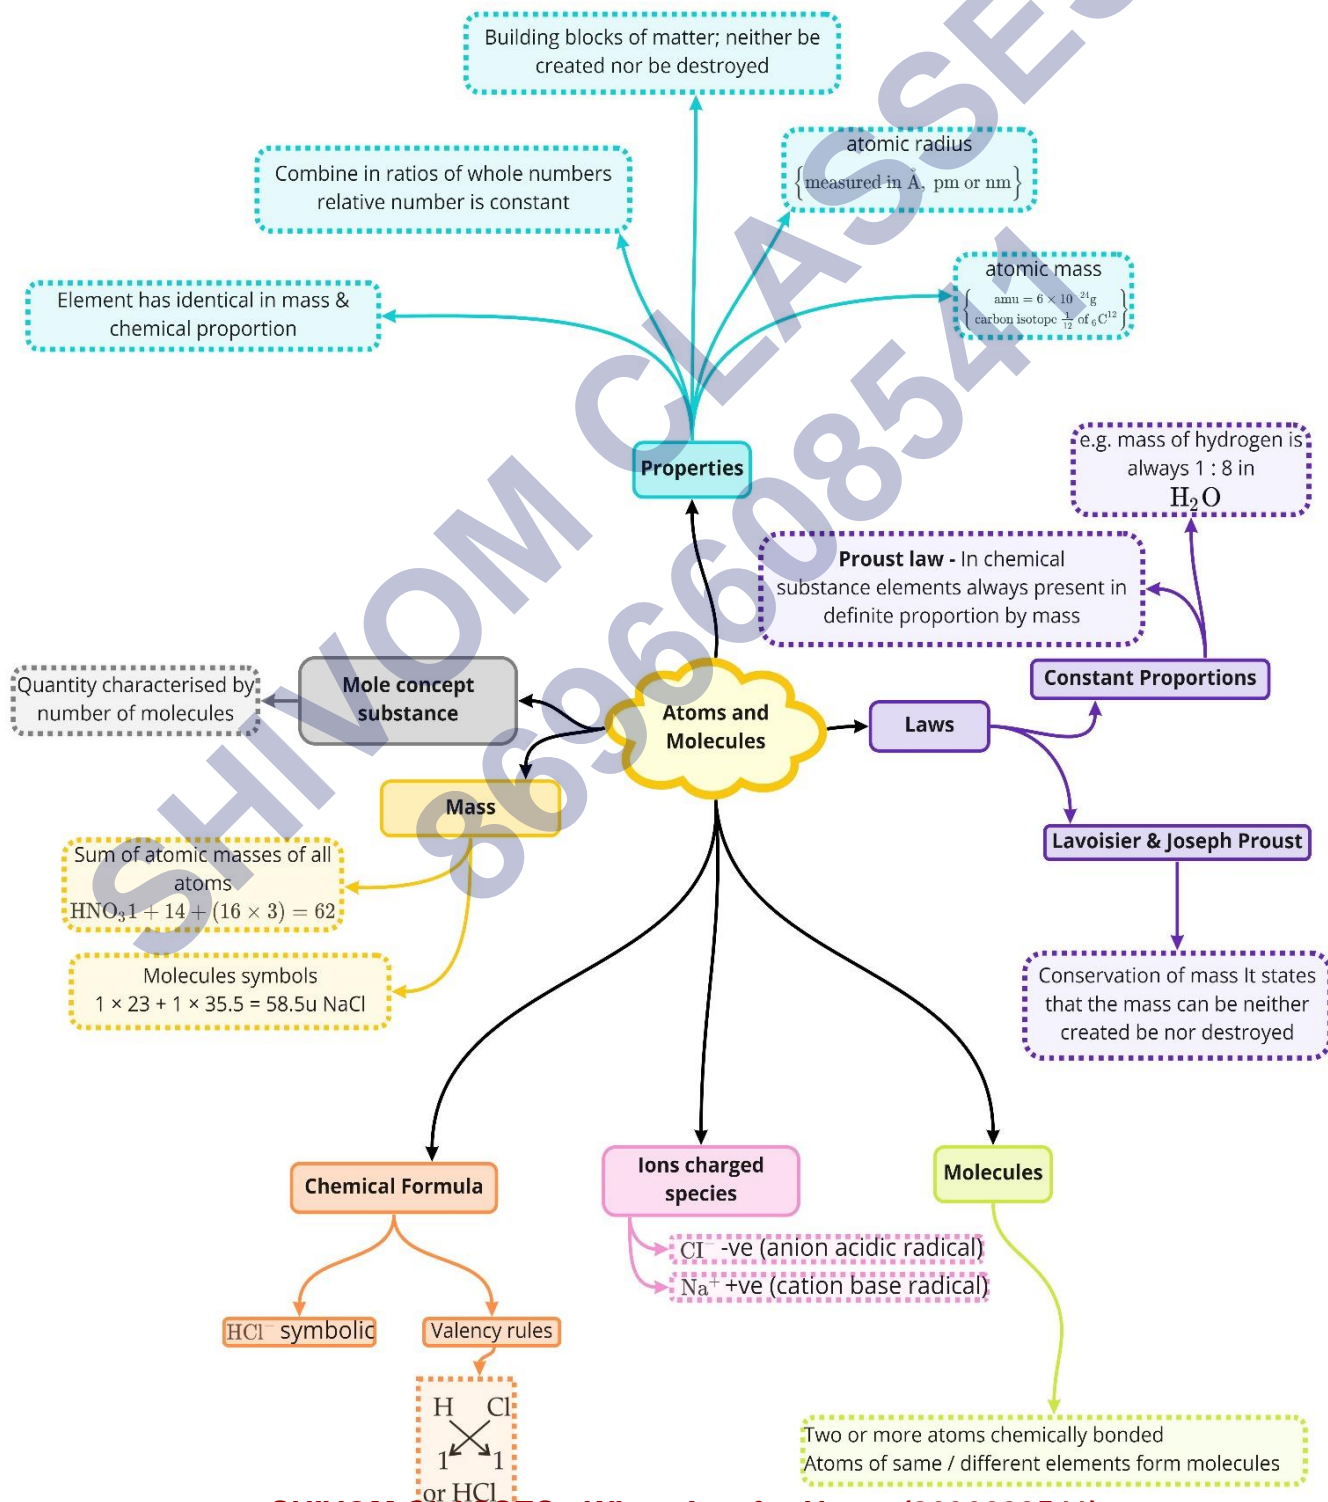 Building blocks of matter; neither be
created nor be destroyed
atomic radius
{measured in Å, pm or nm}
Combine in ratios of whole numbers
relative number is constant
atomic mass
amu = 6 × 10 ²⁴g
carbon isotope 1/12 of ₆C¹²
Element has identical in mass &
chemical proportion
Properties
e.g. mass of hydrogen is
always 1 : 8 in
H₂O
Proust law - In chemical
substance elements always present in
definite proportion by mass
Constant Proportions
Quantity characterised by
number of molecules
Mole concept
substance
Atoms and
Molecules
Laws
Mass
Lavoisier & Joseph Proust
Sum of atomic masses of all
atoms
HNO₃1 + 14 + (16 × 3) = 62
Molecules symbols
1 × 23 + 1 × 35.5 = 58.5u NaCl
Conservation of mass It states
that the mass can be neither
created be nor destroyed
Chemical Formula
Ions charged
species
Molecules
CI⁻ -ve (anion acidic radical)
Na⁺ +ve (cation base radical)
HCl⁻ symbolic
Valency rules
H Cl
1 1
or HCl
Two or more atoms chemically bonded
Atoms of same / different elements form molecules
SHIVOM CLASSES
8696608541